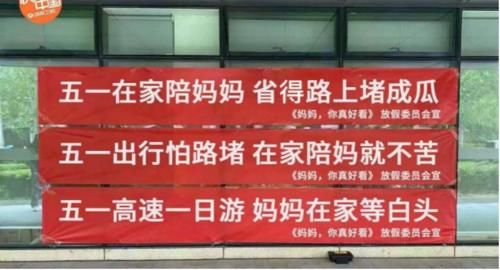 中国
五一在家陪妈妈 省得路上堵成瓜
《妈妈,你真好看》 放假委员会宣
五一出行怕路堵 在家陪妈就不苦
《妈妈,你真好看》 放假委员会宣
五一高速一日游 妈妈在家等白头
《妈妈,你真好看》 放假委员会宣